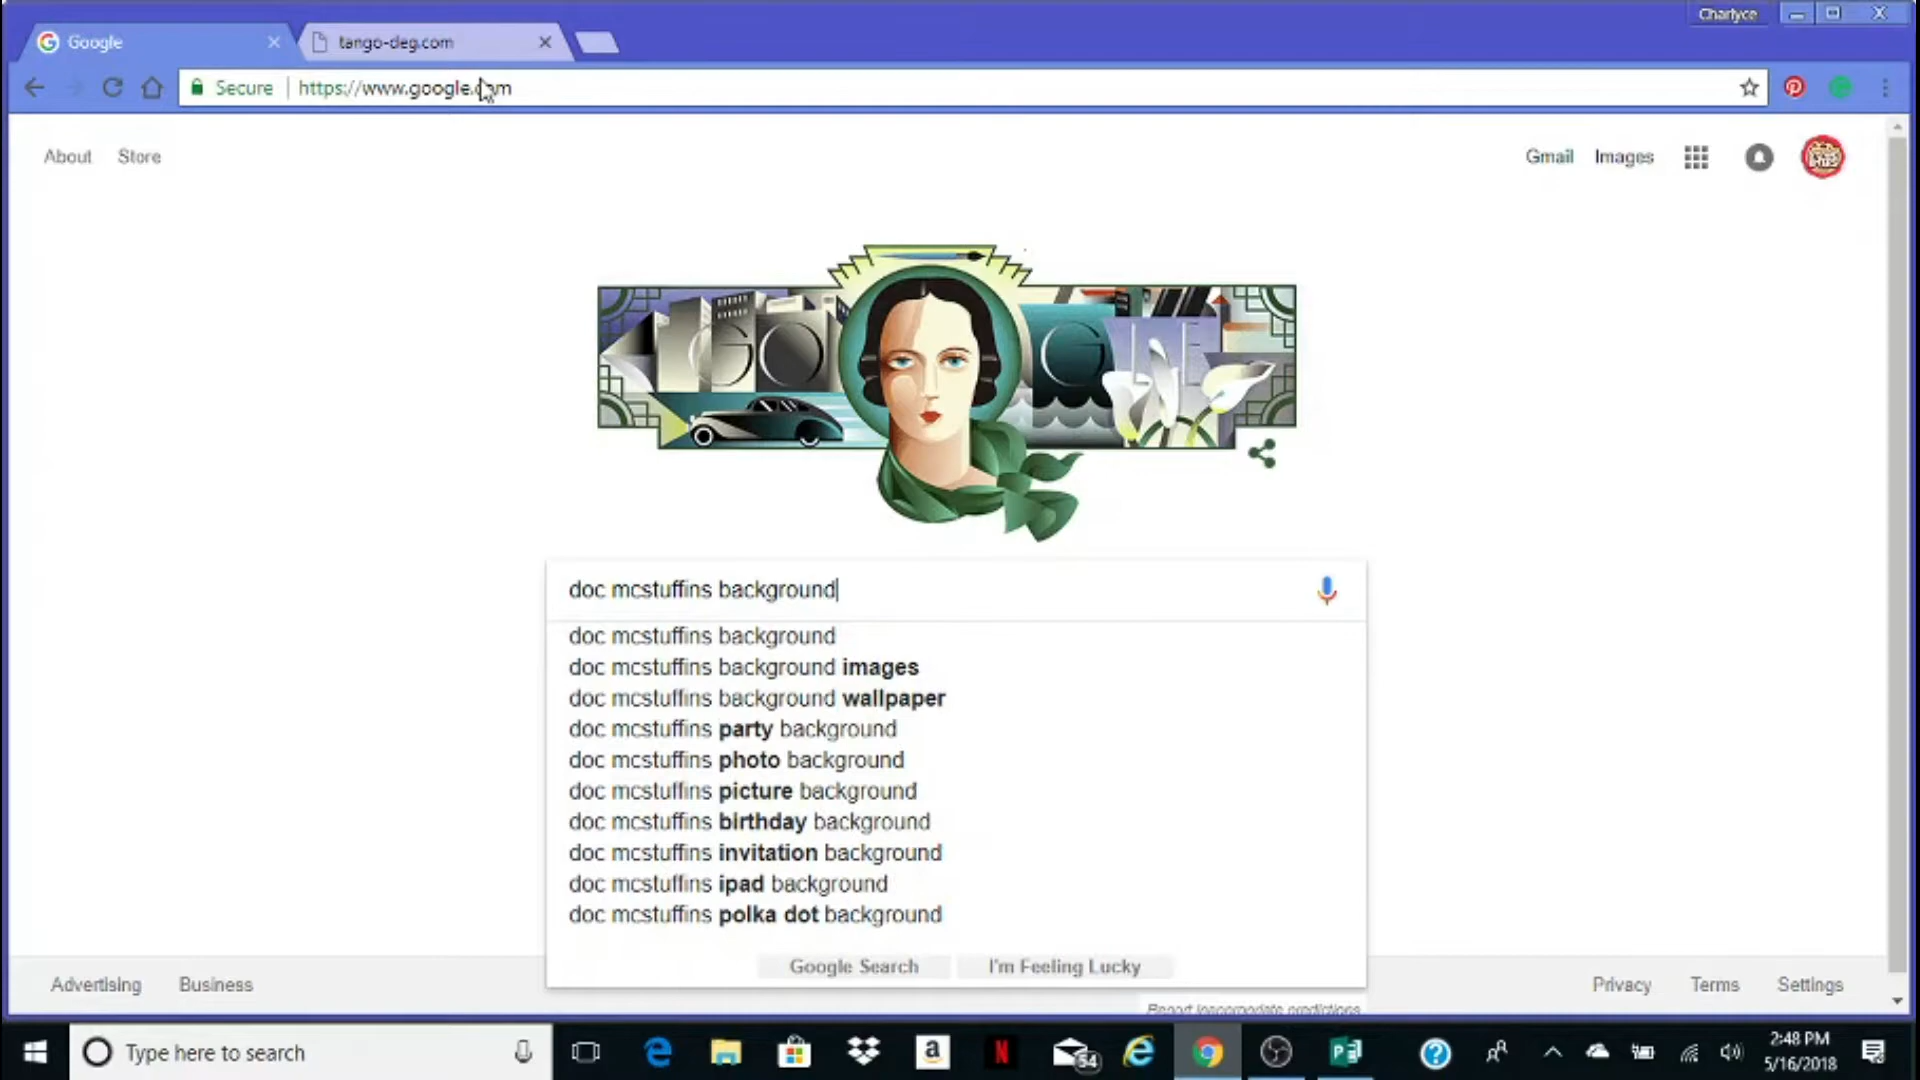 Charlyce
Google
tango-deg.com
Secure
https://www.google.com
About
Store
Gmail
Images
doc mcstuffins background
doc mcstuffins background
doc mcstuffins background images
doc mcstuffins background wallpaper
doc mcstuffins party background
doc mcstuffins photo background
doc mcstuffins picture background
doc mcstuffins birthday background
doc mcstuffins invitation background
doc mcstuffins ipad background
doc mcstuffins polka dot background
Google Search
I'm Feeling Lucky
Report inappropriate predictions
Advertising
Business
Privacy
Terms
Settings
Type here to search
54
2:48 PM
5/16/2018